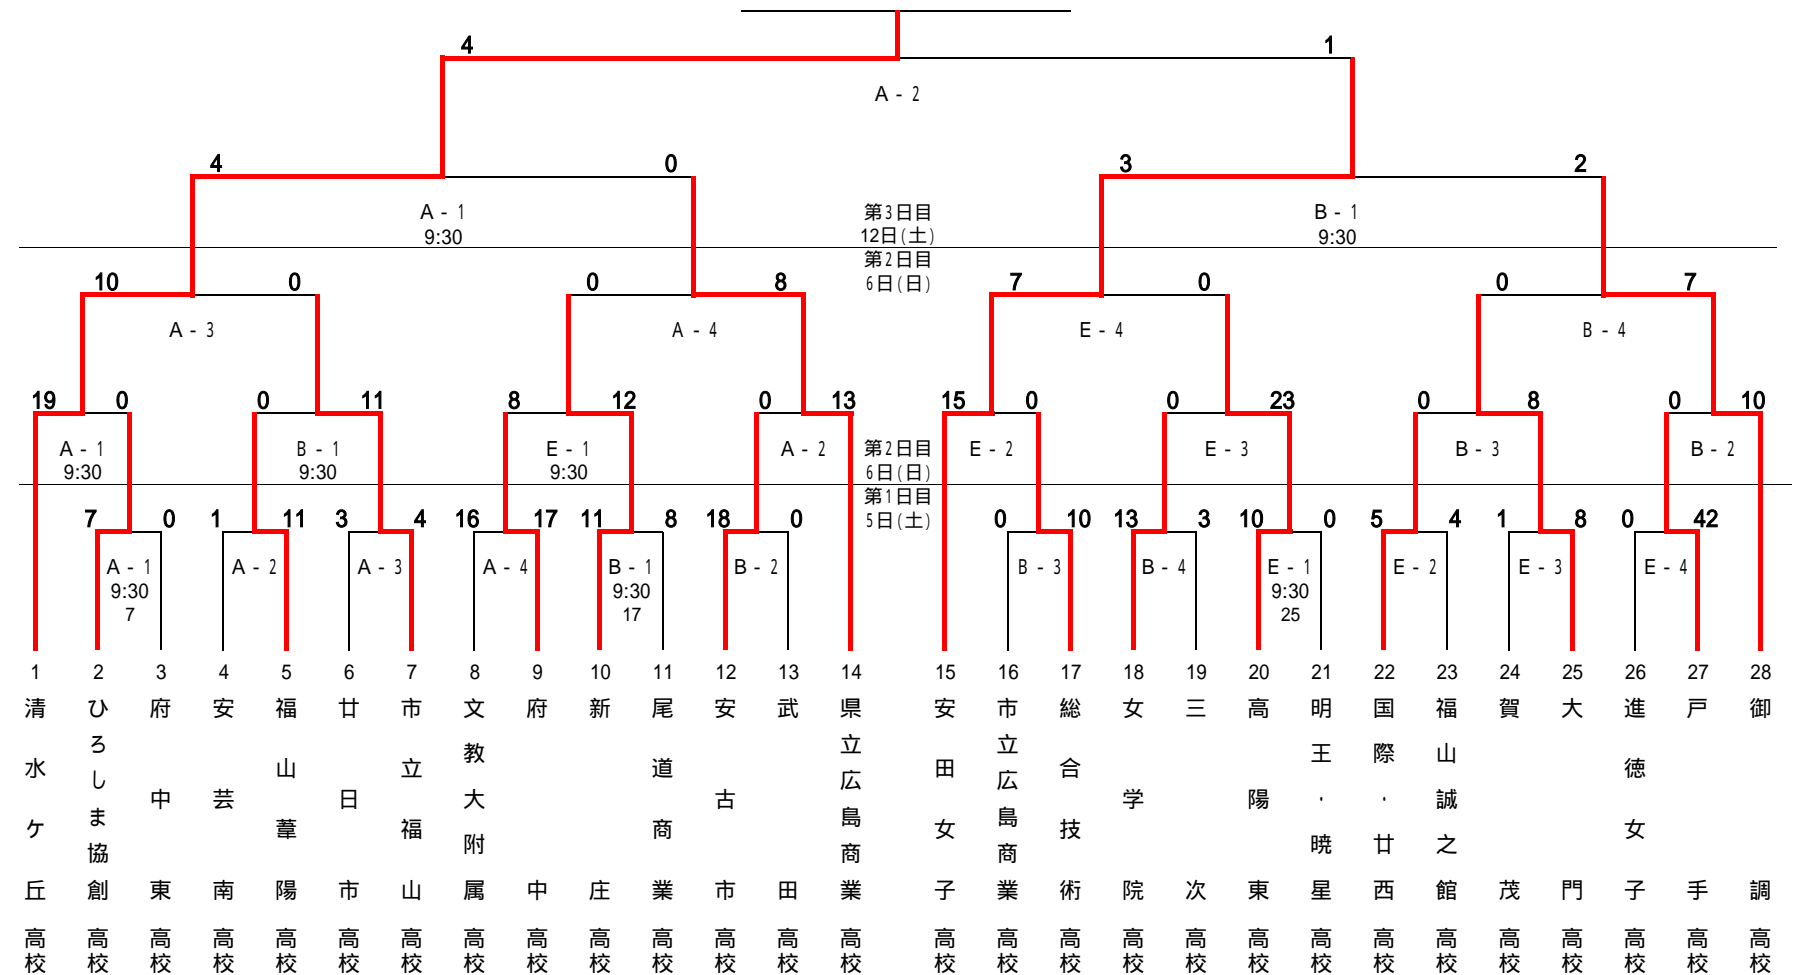 4 1
A - 2
4 0 3 2
A - 1 第3日目 B - 1
9:30 12日(土) 9:30
第2日目
10 0 0 8 6日(日) 7 0 0 7
A - 3 A - 4 E - 4 B - 4
19 0 0 11 8 12 0 13 15 0 0 23 0 8 0 10
A - 1 B - 1 E - 1 A - 2 第2日目 E - 2 E - 3 B - 3 B - 2
9:30 9:30 9:30 6日(日)
第1日目
7 0 1 11 3 4 16 17 11 8 18 0 5日(土) 0 10 13 3 10 0 5 4 1 8 0 42
A - 1 A - 2 A - 3 A - 4 B - 1 B - 2 B - 3 B - 4 E - 1 E - 2 E - 3 E - 4
9:30 9:30 9:30
7 17 25
1 2 3 4 5 6 7 8 9 10 11 12 13 14 15 16 17 18 19 20 21 22 23 24 25 26 27 28
清水ケ丘高校
ひろしま協創高校
府中東高校
安芸南高校
福山葦陽高校
廿日市高校
市立福山高校
文教大附属高校
府中高校
新庄高校
尾道商業高校
安古市高校
武田高校
県立広島商業高校
安田女子高校
市立広島商業高校
総合技術高校
女学院高校
三次高校
高陽東高校
明王・暁星高校
国際・廿西高校
福山誠之館高校
賀茂高校
大門高校
進徳女子高校
戸手高校
御調高校